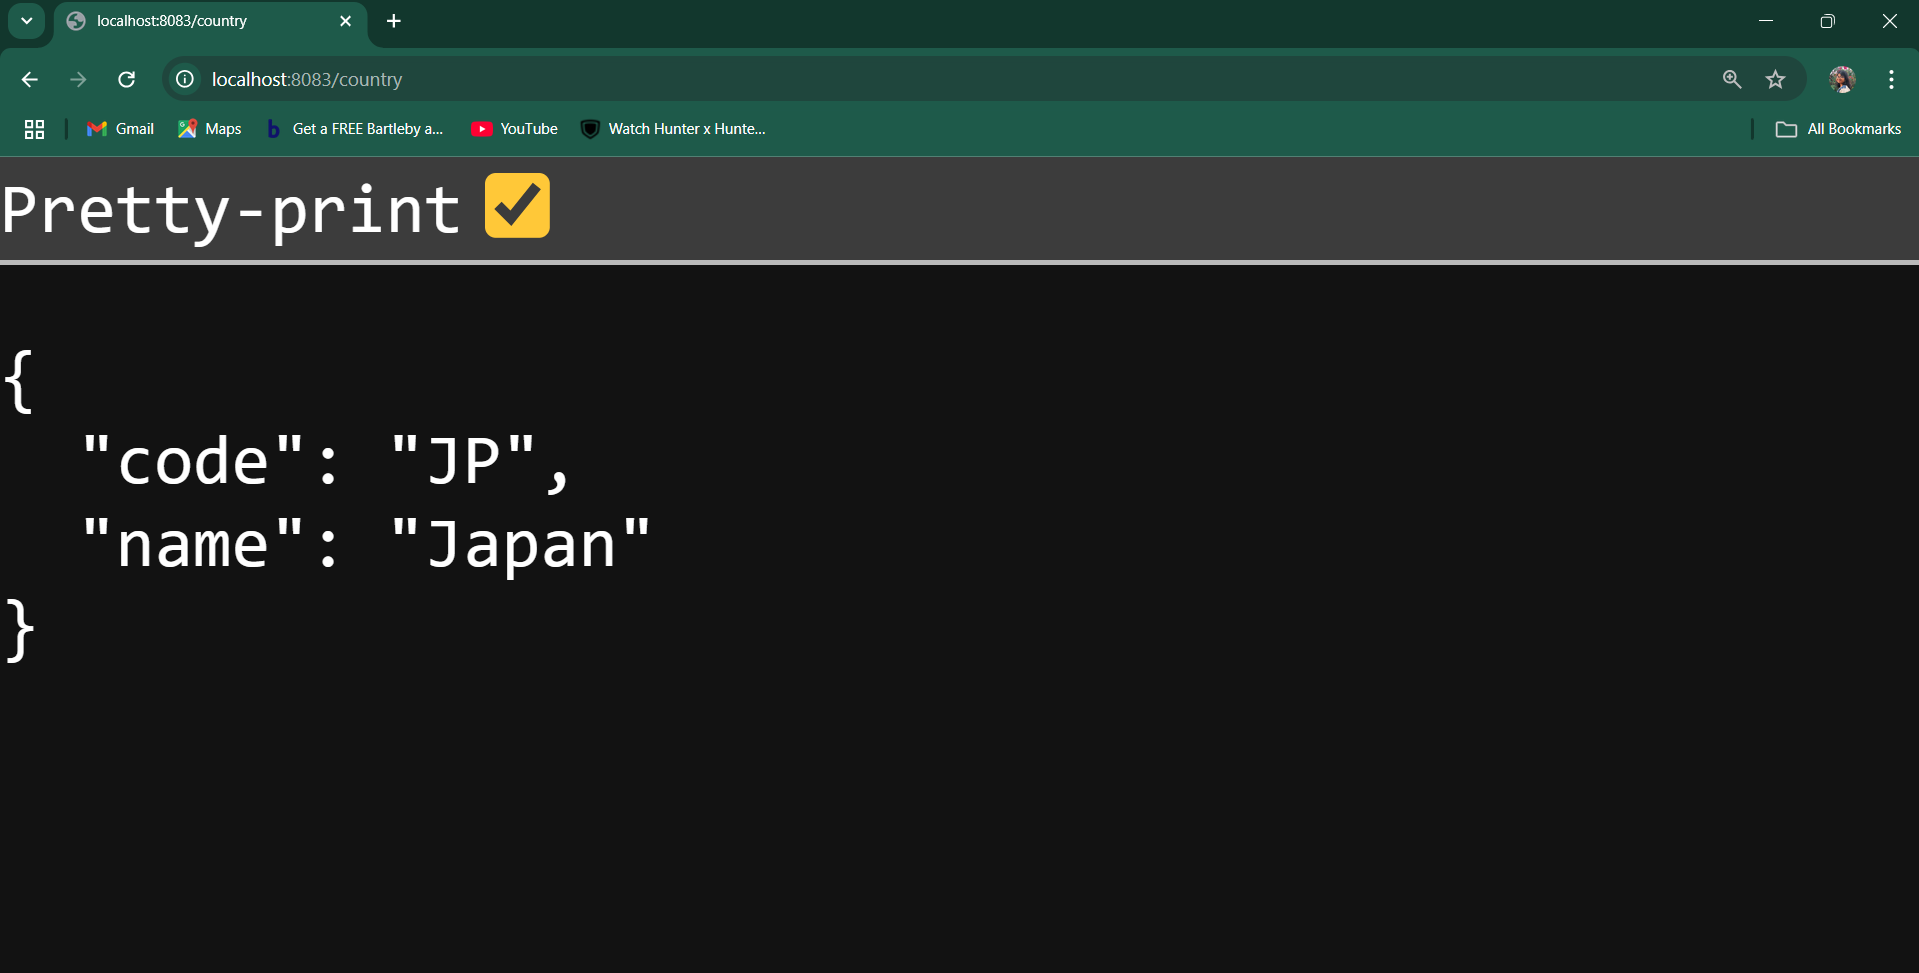 localhost:8083/country
localhost:8083/country
Gmail
Maps
b Get a FREE Bartleby a...
YouTube
Watch Hunter x Hunte...
All Bookmarks
Pretty-print
{
"code": "JP",
"name": "Japan"
}